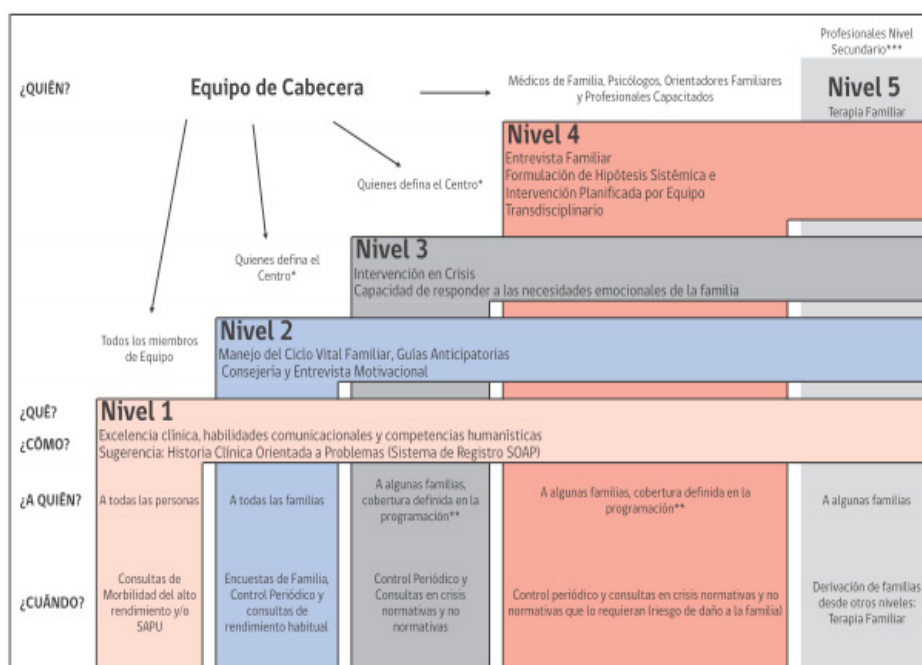 Profesionales Nivel
Secundario***
¿QUIÉN?
Equipo de Cabecera
Médicos de Familia, Psicólogos, Orientadores Familiares
y Profesionales Capacitados
Nivel 5
Terapia Familiar
Nivel 4
Entrevista Familiar
Formulación de Hipótesis Sistémica e
Intervención Planificada por Equipo
Transdisciplinario
Quienes defina el Centro*
Nivel 3
Intervención en Crisis
Capacidad de responder a las necesidades emocionales de la familia
Quienes defina el
Centro*
Nivel 2
Manejo del Ciclo Vital Familiar, Guías Anticipatorias
Consejería y Entrevista Motivacional
Todos los miembros
de Equipo
¿QUÉ?
Nivel 1
¿CÓMO?
Excelencia clínica, habilidades comunicacionales y competencias humanísticas
Sugerencia: Historia Clínica Orientada a Problemas (Sistema de Registro SOAP)
¿A QUIÉN?
A todas las personas
A todas las familias
A algunas familias,
cobertura definida en la
programación**
A algunas familias, cobertura definida en la
programación**
A algunas familias
¿CUÁNDO?
Consultas de
Morbilidad del alto
rendimiento y/o
SAPU
Encuestas de Familia,
Control Periódico y
consultas de
rendimiento habitual
Control Periódico y
Consultas en crisis
normativas y no
normativas
Control periódico y consultas en crisis normativas y no
normativas que lo requieran (riesgo de daño a la familia)
Derivación de familias
desde otros niveles:
Terapia Familiar